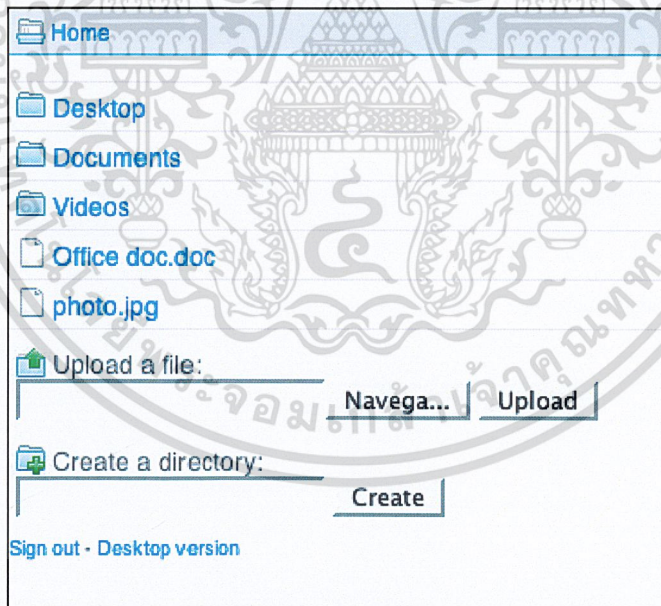 Home
Desktop
Documents
Videos
Office doc.doc
photo.jpg
Upload a file:
Navega... Upload
Create a directory:
Create
Sign out - Desktop version